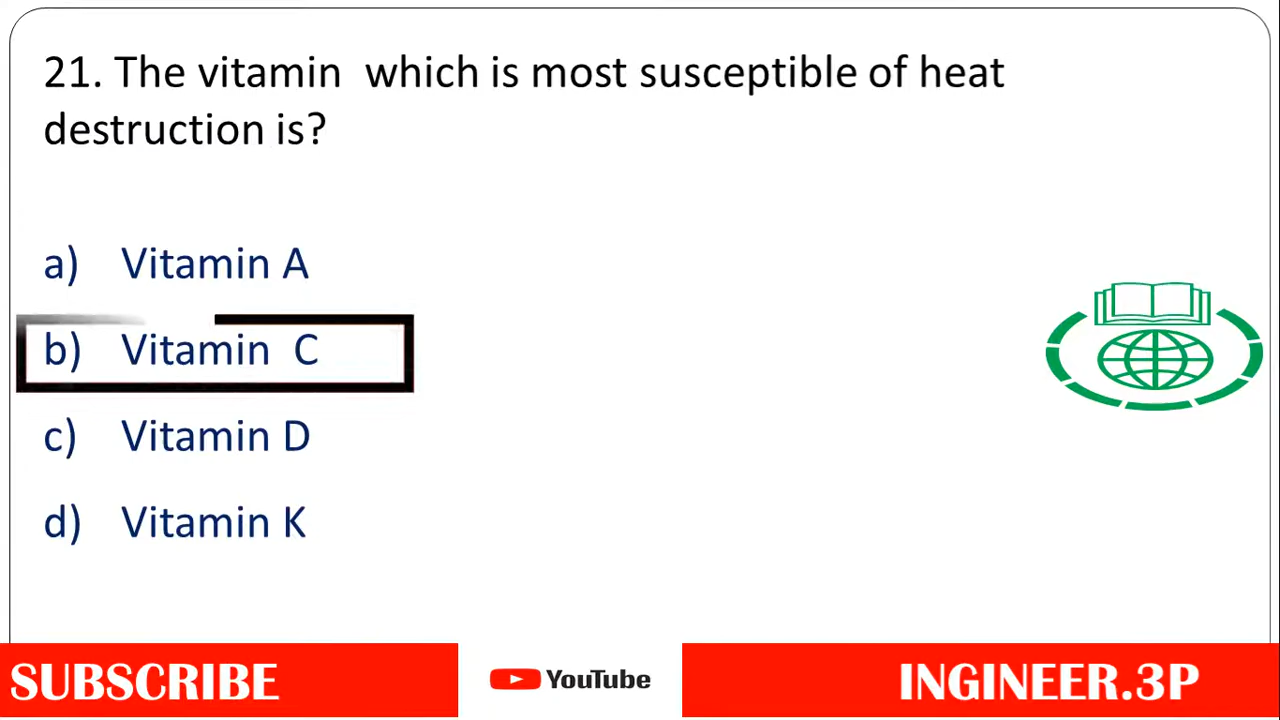 21. The vitamin  which is most susceptible of heat
destruction is?
a) Vitamin A
b) Vitamin  C
c) Vitamin D
d) Vitamin K
SUBSCRIBE
YouTube
INGINEER.3P